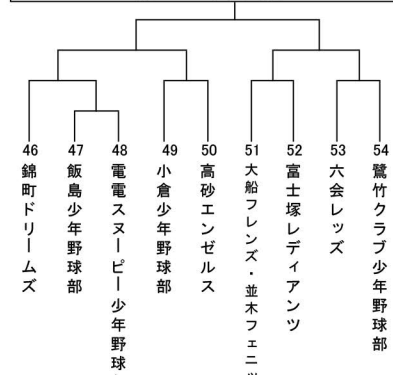 46 錦町ドリームズ
47 飯島少年野球部
48 電電スヌーピー少年野球
49 小倉少年野球部
50 高砂エンゼルス
51 大船フレンズ・並木フェニ
52 富士塚レディアンツ
53 六会レッズ
54 鷺竹クラブ少年野球部